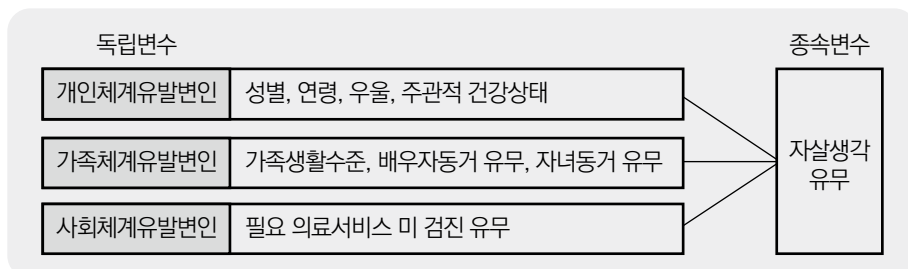 독립변수
종속변수
개인체계유발변인 성별, 연령, 우울, 주관적 건강상태
가족체계유발변인 가족생활수준, 배우자동거 유무, 자녀동거 유무
사회체계유발변인 필요 의료서비스 미 검진 유무
자살생각
유무